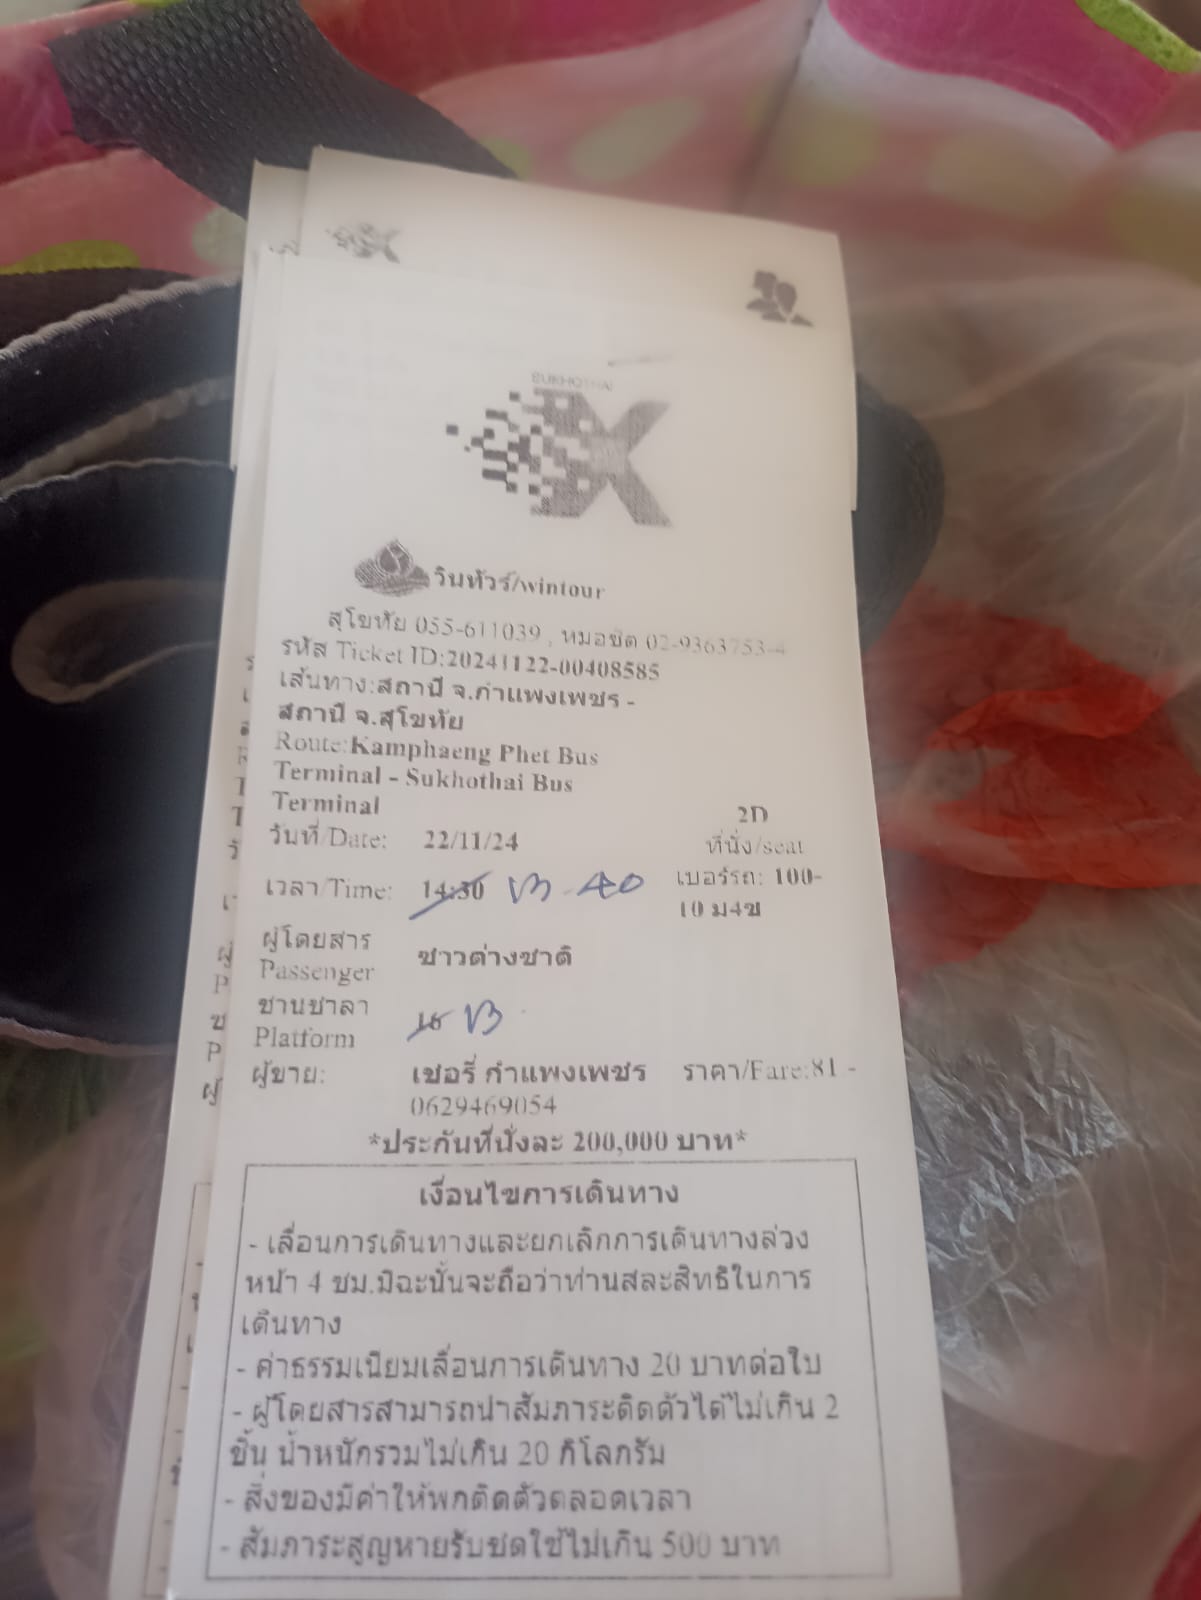 SUKHOTHAI
วินทัวร์/wintour
สุโขทัย 055-611039 , หมอชิต 02-9363753-4
รหัส Ticket ID:20241122-00408585
เส้นทาง:สถานี จ.กำแพงเพชร -
สถานี จ.สุโขทัย
Route:Kamphaeng Phet Bus
Terminal - Sukhothai Bus
Terminal
2D
วันที่/Date: 22/11/24 ที่นั่ง/seat
เวลา/Time: 14:30 13-40 เบอร์รถ: 100-
10 ม4ข
ผู้โดยสาร
Passenger
ชาวต่างชาติ
ชานชาลา
Platform
16 13
ผู้ขาย: เชอรี่ กำแพงเพชร ราคา/Fare:81 -
0629469054
*ประกันที่นั่งละ 200,000 บาท*
เงื่อนไขการเดินทาง
- เลื่อนการเดินทางและยกเลิกการเดินทางล่วง
หน้า 4 ชม.มิฉะนั้นจะถือว่าท่านสละสิทธิในการ
เดินทาง
- ค่าธรรมเนียมเลื่อนการเดินทาง 20 บาทต่อใบ
- ผู้โดยสารสามารถนำสัมภาระติดตัวได้ไม่เกิน 2
ชิ้น น้ำหนักรวมไม่เกิน 20 กิโลกรัม
- สิ่งของมีค่าให้พกติดตัวตลอดเวลา
- สัมภาระสูญหายรับชดใช้ไม่เกิน 500 บาท